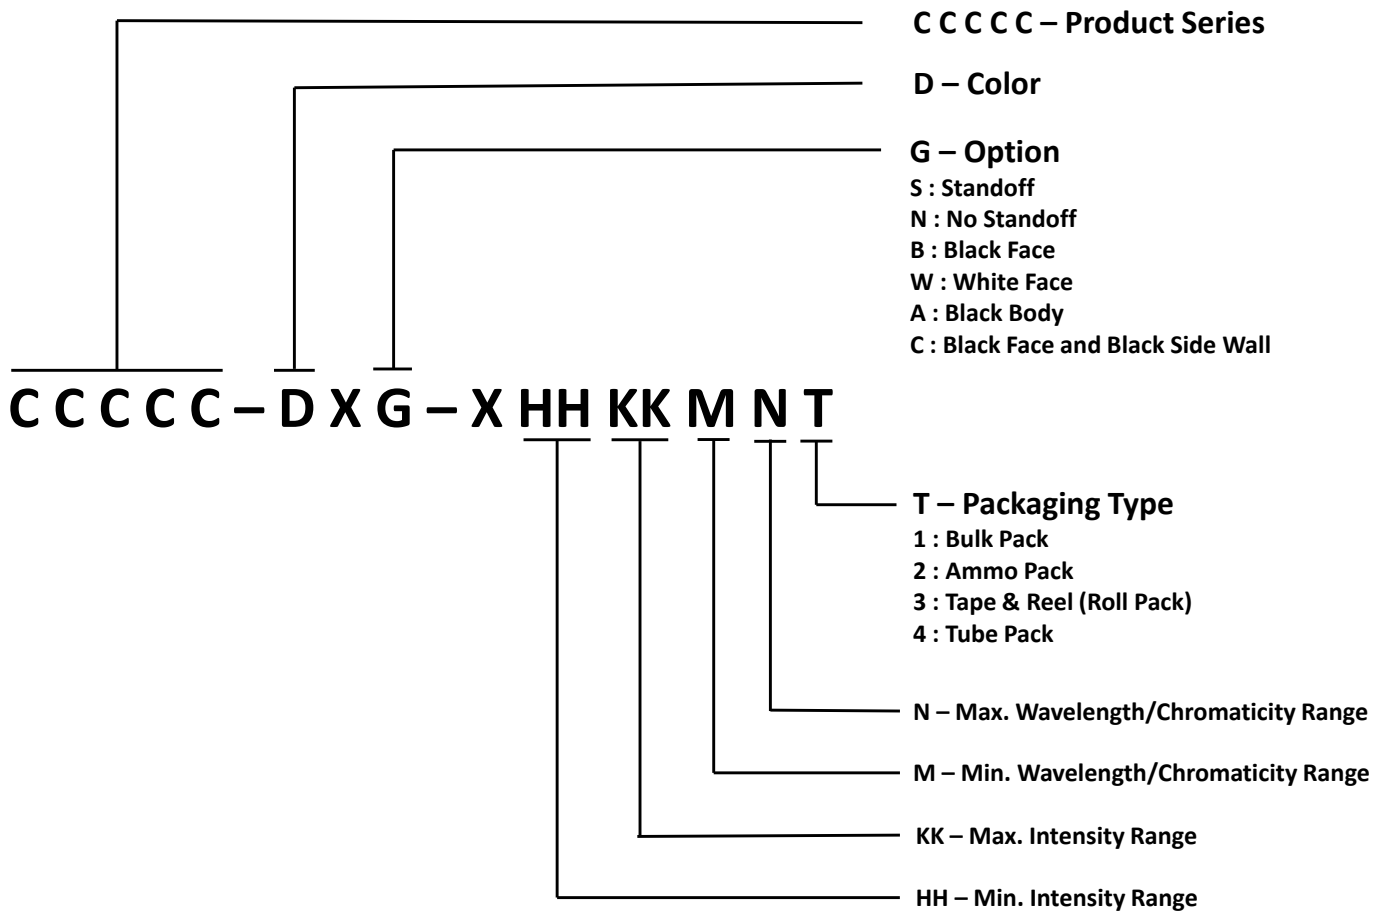 C C C C C – Product Series
D – Color
G – Option
S : Standoff
N : No Standoff
B : Black Face
W : White Face
A : Black Body
C : Black Face and Black Side Wall
C C C C C – D X G – X HH KK M N T
T – Packaging Type
1 : Bulk Pack
2 : Ammo Pack
3 : Tape & Reel (Roll Pack)
4 : Tube Pack
N – Max. Wavelength/Chromaticity Range
M – Min. Wavelength/Chromaticity Range
KK – Max. Intensity Range
HH – Min. Intensity Range